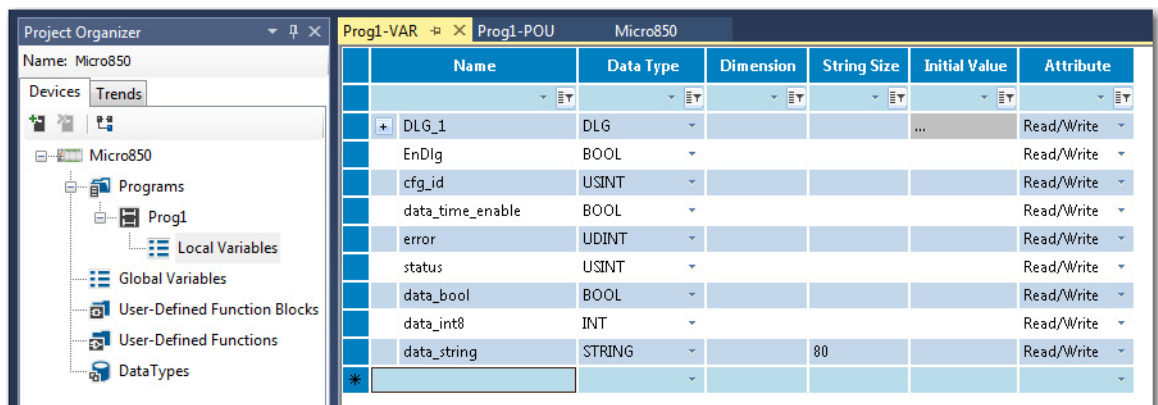 Project Organizer
Name: Micro850
Devices Trends
Micro850
Programs
Prog1
Local Variables
Global Variables
User-Defined Function Blocks
User-Defined Functions
DataTypes
Prog1-VAR Prog1-POU Micro850
Name Data Type Dimension String Size Initial Value Attribute
+ DLG_1 DLG ... Read/Write
EnDlg BOOL Read/Write
cfg_id USINT Read/Write
data_time_enable BOOL Read/Write
error UDINT Read/Write
status USINT Read/Write
data_bool BOOL Read/Write
data_int8 INT Read/Write
data_string STRING 80 Read/Write
*